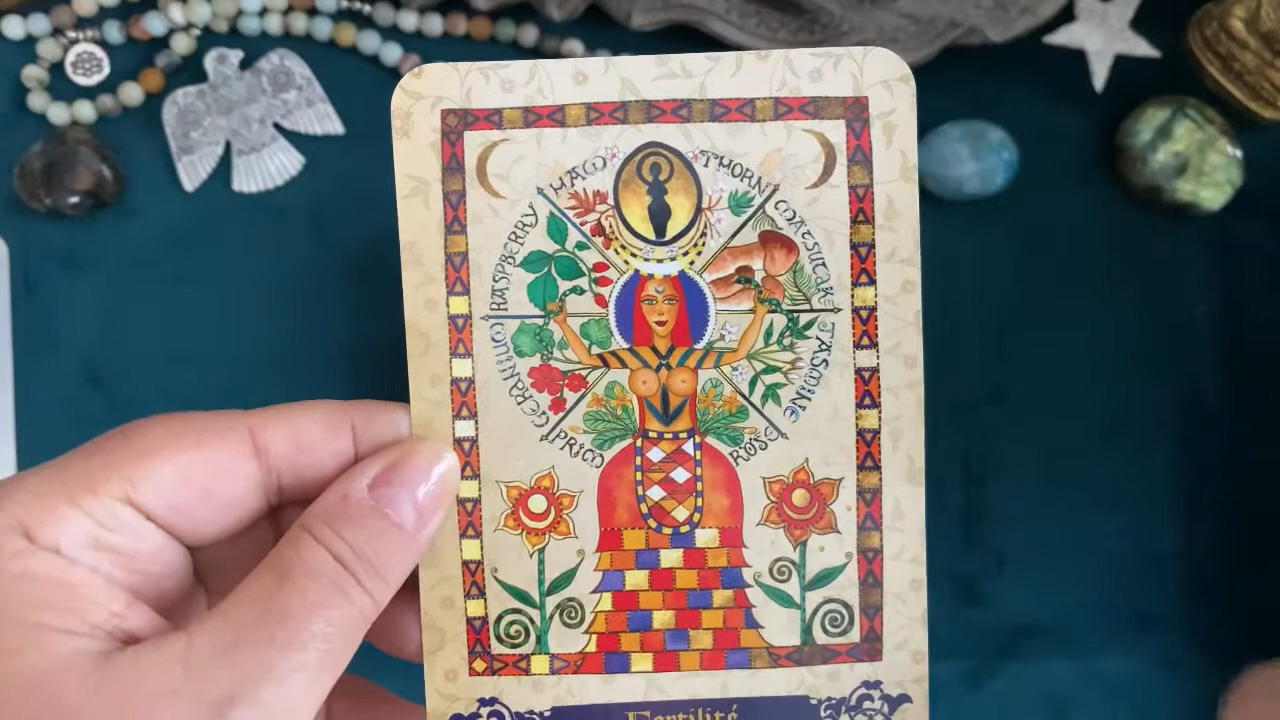 HAW THORN
MATSUTAKE
JASMINE
PRIM ROSE
GERANIUM
RASPBERRY
Fertilité